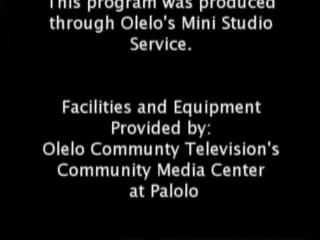 This program was produced
through Olelo's Mini Studio
Service.
Facilities and Equipment
Provided by:
Olelo Communty Television's
Community Media Center
at Palolo